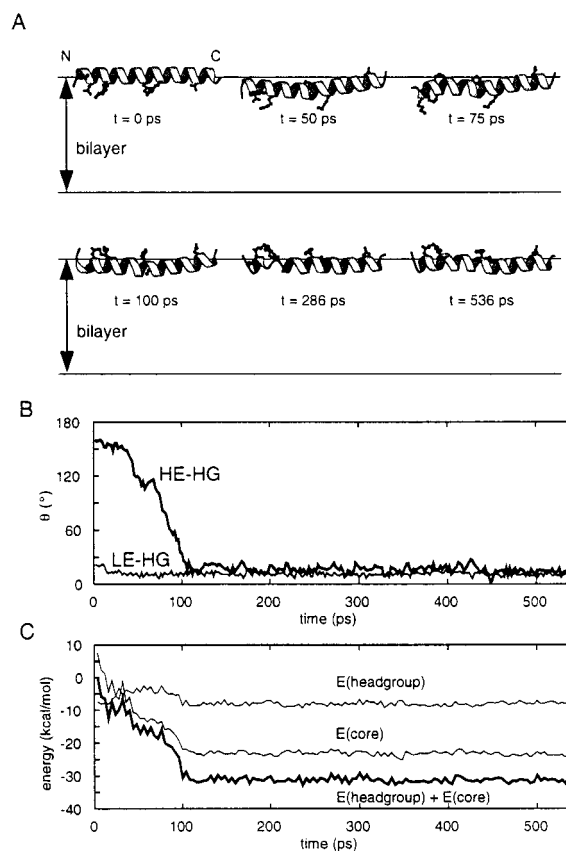 A
N C
t = 0 ps t = 50 ps t = 75 ps
bilayer
t = 100 ps t = 286 ps t = 536 ps
bilayer
B
180
120
60
0
θ (°)
HE-HG
LE-HG
0 100 200 300 400 500
time (ps)
C
10
0
-10
-20
-30
-40
energy (kcal/mol)
E(headgroup)
E(core)
E(headgroup) + E(core)
0 100 200 300 400 500
time (ps)